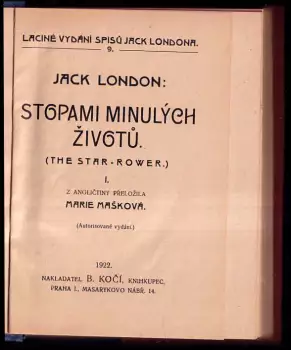 LACINÉ VYDÁNÍ SPISŮ JACK LONDONA.
9.
JACK LONDON:
STOPAMI MINULÝCH
ŽIVOTŮ.
(THE STAR-ROWER.)
I.
Z ANGLIČTINY PŘELOŽILA
MARIE MAŠKOVÁ.
(Autorisované vydání.)
1922.
NAKLADATEL B. KOČÍ, KNIHKUPEC,
PRAHA I., MASARYKOVO NÁBŘ. 14.